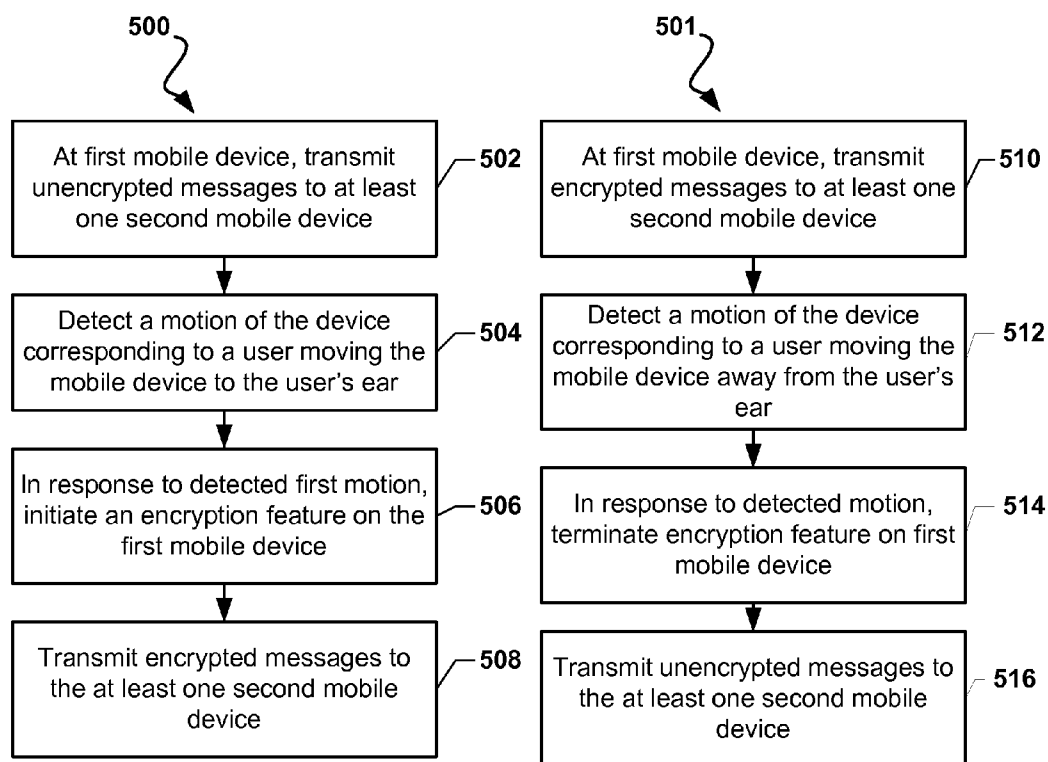 500
At first mobile device, transmit
unencrypted messages to at least
one second mobile device
502
Detect a motion of the device
corresponding to a user moving the
mobile device to the user's ear
504
In response to detected first motion,
initiate an encryption feature on the
first mobile device
506
Transmit encrypted messages to
the at least one second mobile
device
508
501
At first mobile device, transmit
encrypted messages to at least one
second mobile device
510
Detect a motion of the device
corresponding to a user moving the
mobile device away from the user's
ear
512
In response to detected motion,
terminate encryption feature on first
mobile device
514
Transmit unencrypted messages to
the at least one second mobile
device
516